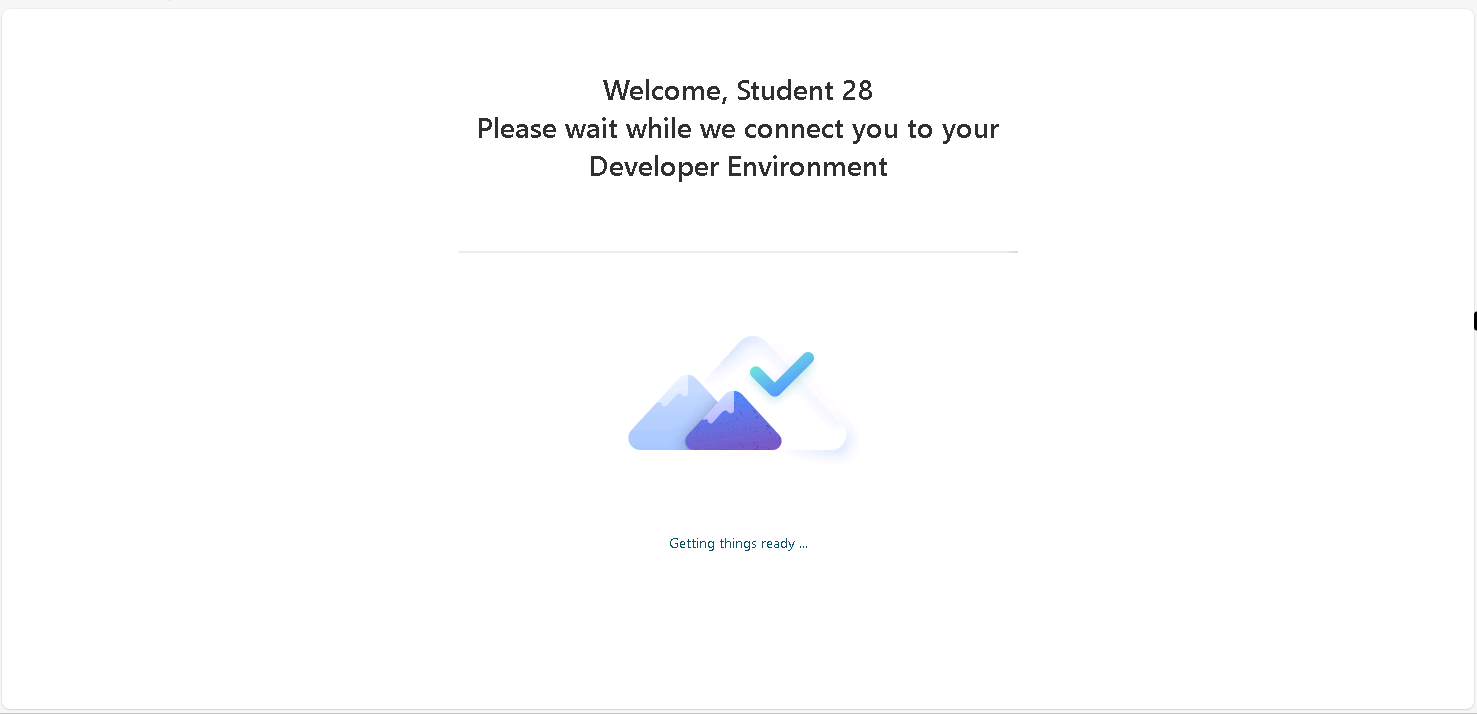 Welcome, Student 28
Please wait while we connect you to your
Developer Environment
Getting things ready ...